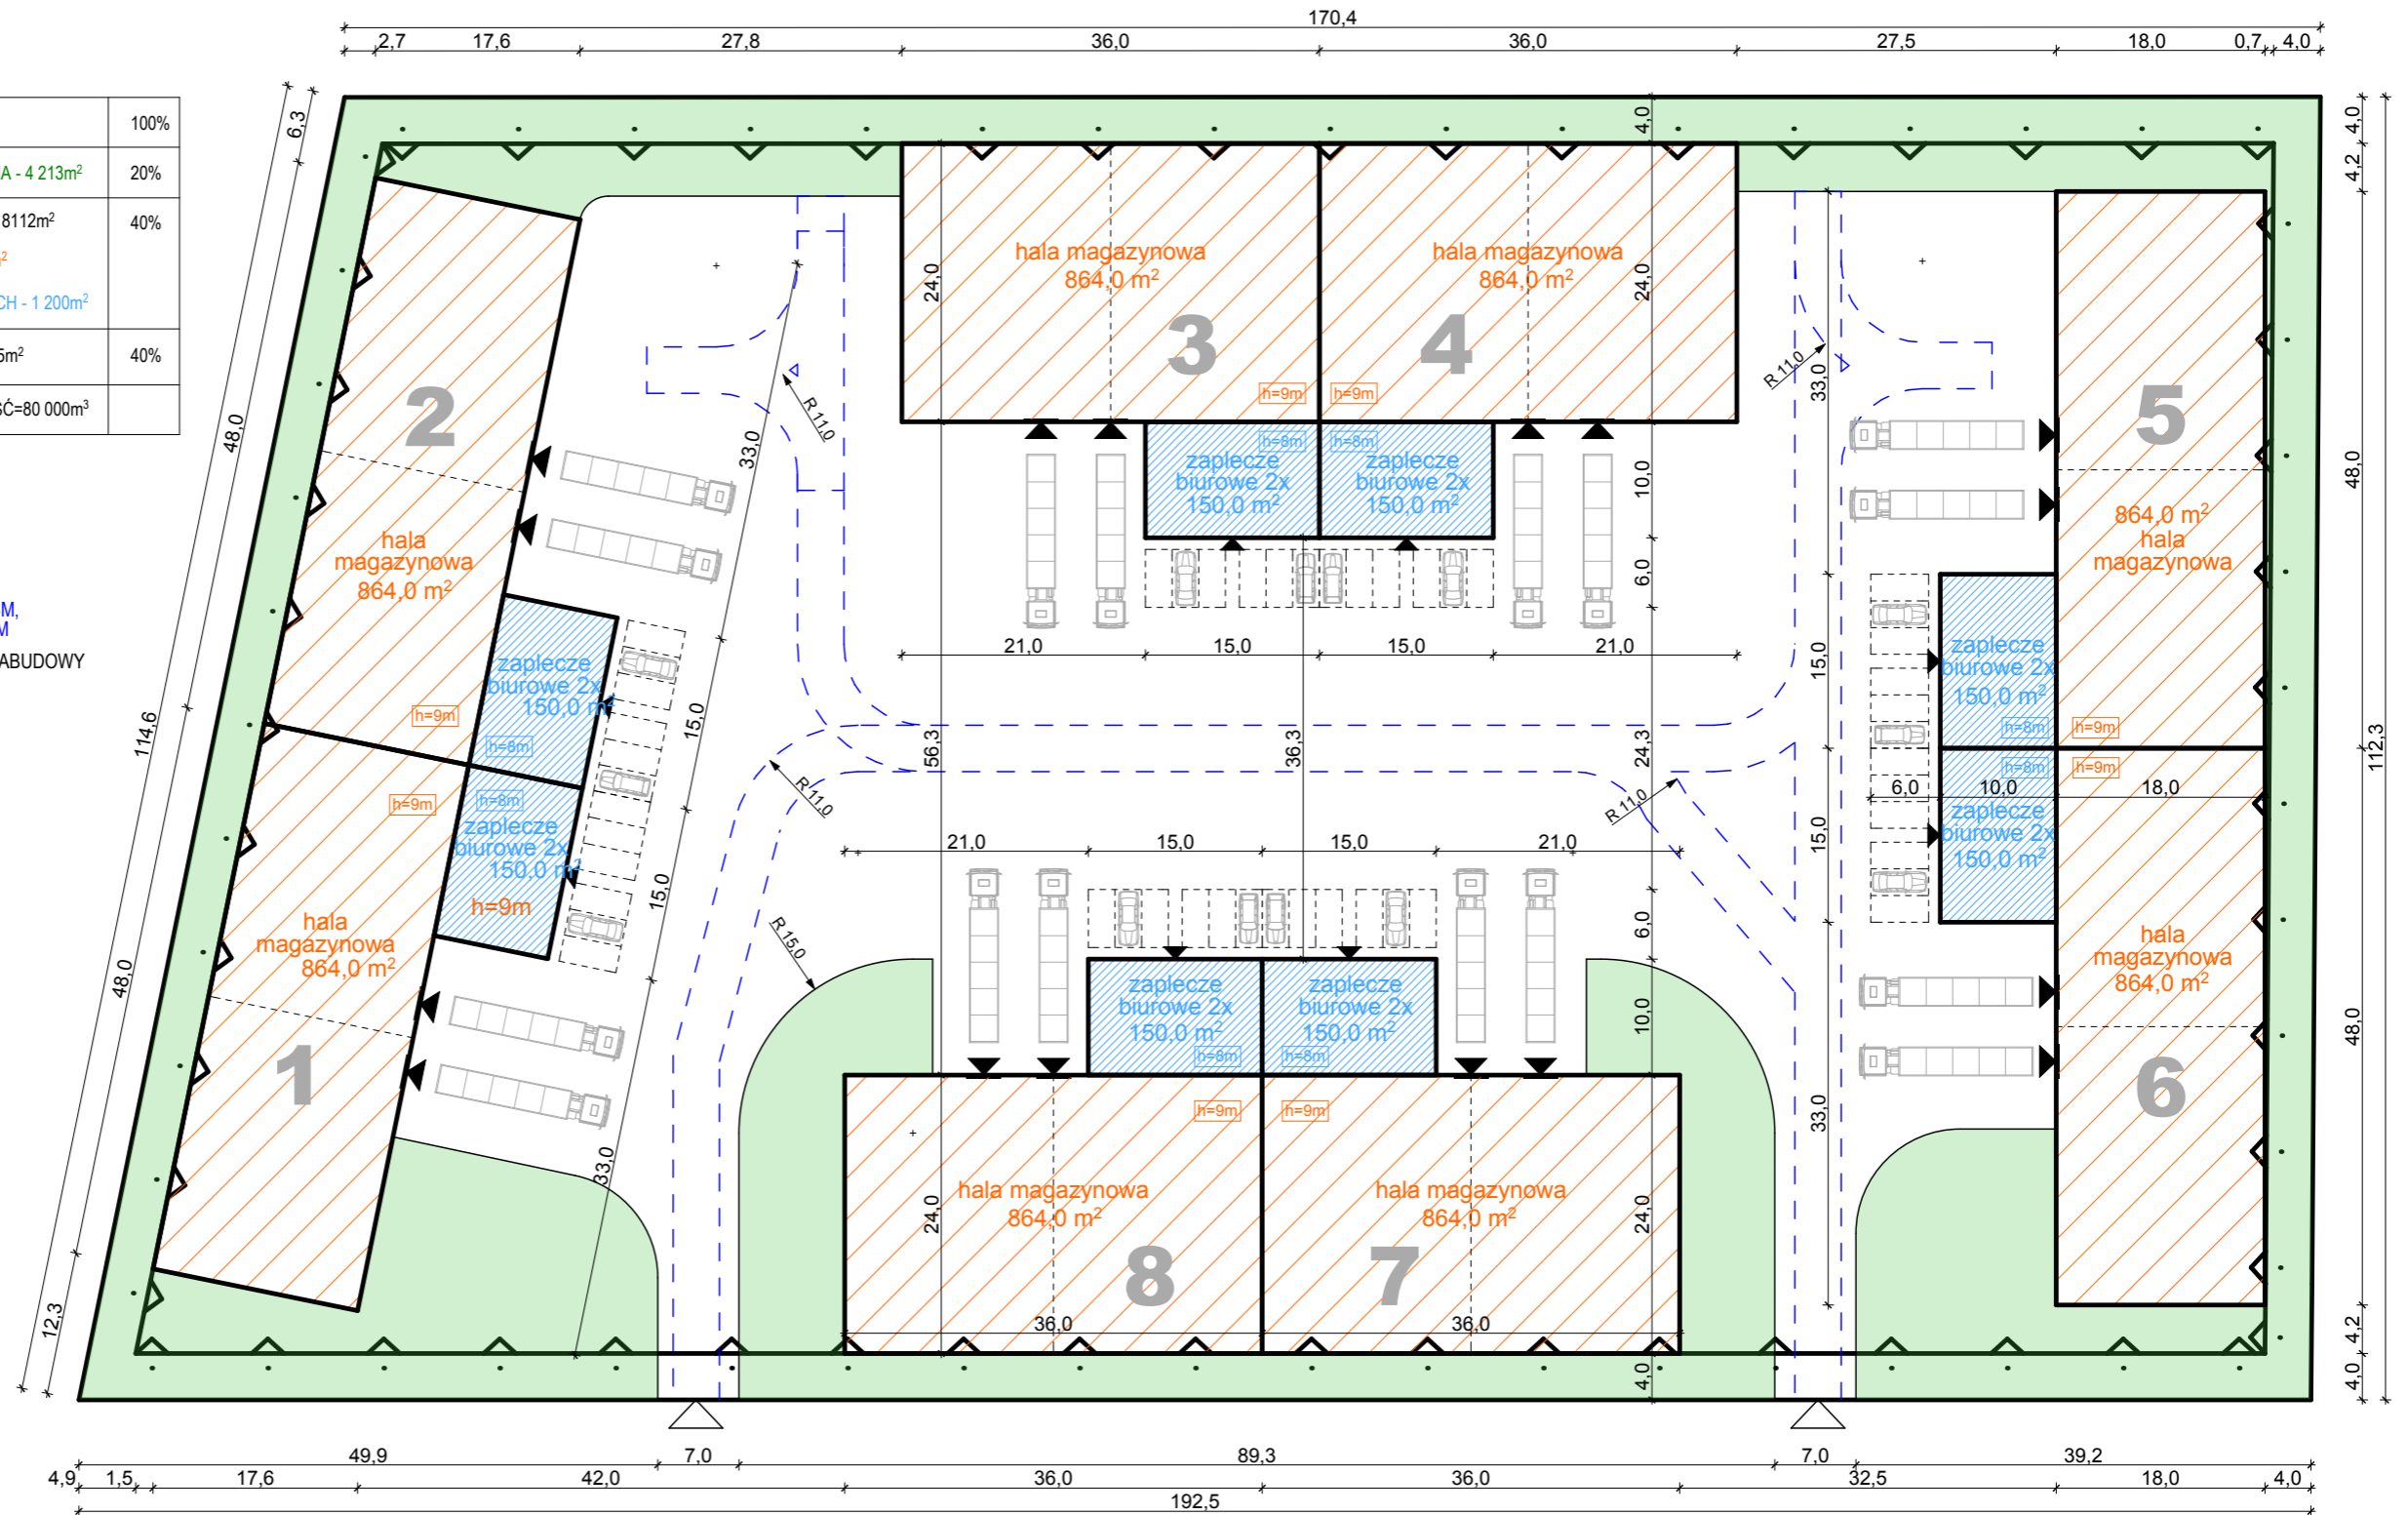 170,4
2,7 17,6 27,8 36,0 36,0 27,5 18,0 0,7 4,0
100%
A - 4 213m² 20%
8112m² 40%
m²
CH - 1 200m²
5m² 40%
ŚĆ=80 000m³
M,
M
ABUDOWY
6,3
48,0
114,6
48,0
12,3
2
hala
magazynowa
864,0 m²
h=9m
zaplecze
biurowe 2x
150,0 m²
h=8m
1
hala
magazynowa
864,0 m²
h=9m
h=8m
zaplecze
biurowe 2x
150,0 m²
h=9m
33,0
15,0
15,0
33,0
R 11,0
R 11,0
R 15,0
hala magazynowa
864,0 m²
24,0
3
h=9m
h=8m
zaplecze
biurowe 2x
150,0 m²
hala magazynowa
864,0 m²
24,0
4
h=9m
h=8m
zaplecze
biurowe 2x
150,0 m²
4,0
10,0
6,0
21,0 15,0 15,0 21,0
56,3
36,3
24,3
21,0 15,0 15,0 21,0
6,0
10,0
zaplecze
biurowe 2x
150,0 m²
h=8m
zaplecze
biurowe 2x
150,0 m²
h=8m
h=9m
hala magazynowa
864,0 m²
24,0
8
36,0
h=9m
hala magazynowa
864,0 m²
24,0
7
36,0
4,0
R 11,0
R 11,0
33,0
15,0
15,0
33,0
5
864,0 m²
hala
magazynowa
zaplecze
biurowe 2x
150,0 m²
h=8m
h=9m
h=8m
h=9m
6,0 10,0 18,0
zaplecze
biurowe 2x
150,0 m²
hala
magazynowa
864,0 m²
6
4,0
4,2
48,0
112,3
48,0
4,2
4,0
49,9 7,0 89,3 7,0 39,2
4,9 1,5 17,6 42,0 36,0 36,0 32,5 18,0 4,0
192,5